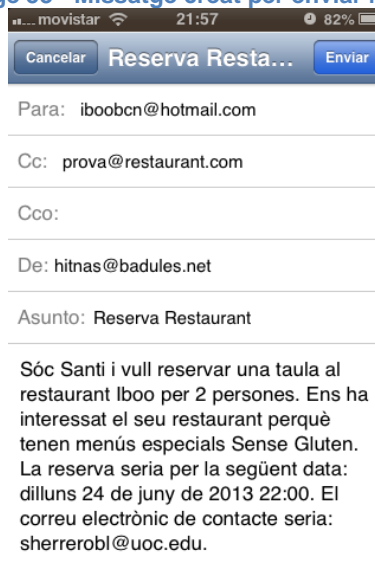 movistar 21:57 82%
Cancelar Reserva Resta... Enviar
Para: iboobcn@hotmail.com
Cc: prova@restaurant.com
Cco:
De: hitnas@badules.net
Asunto: Reserva Restaurant
Sóc Santi i vull reservar una taula al
restaurant Iboo per 2 persones. Ens ha
interessat el seu restaurant perquè
tenen menús especials Sense Gluten.
La reserva seria per la següent data:
dilluns 24 de juny de 2013 22:00. El
correu electrònic de contacte seria:
sherrerobl@uoc.edu.